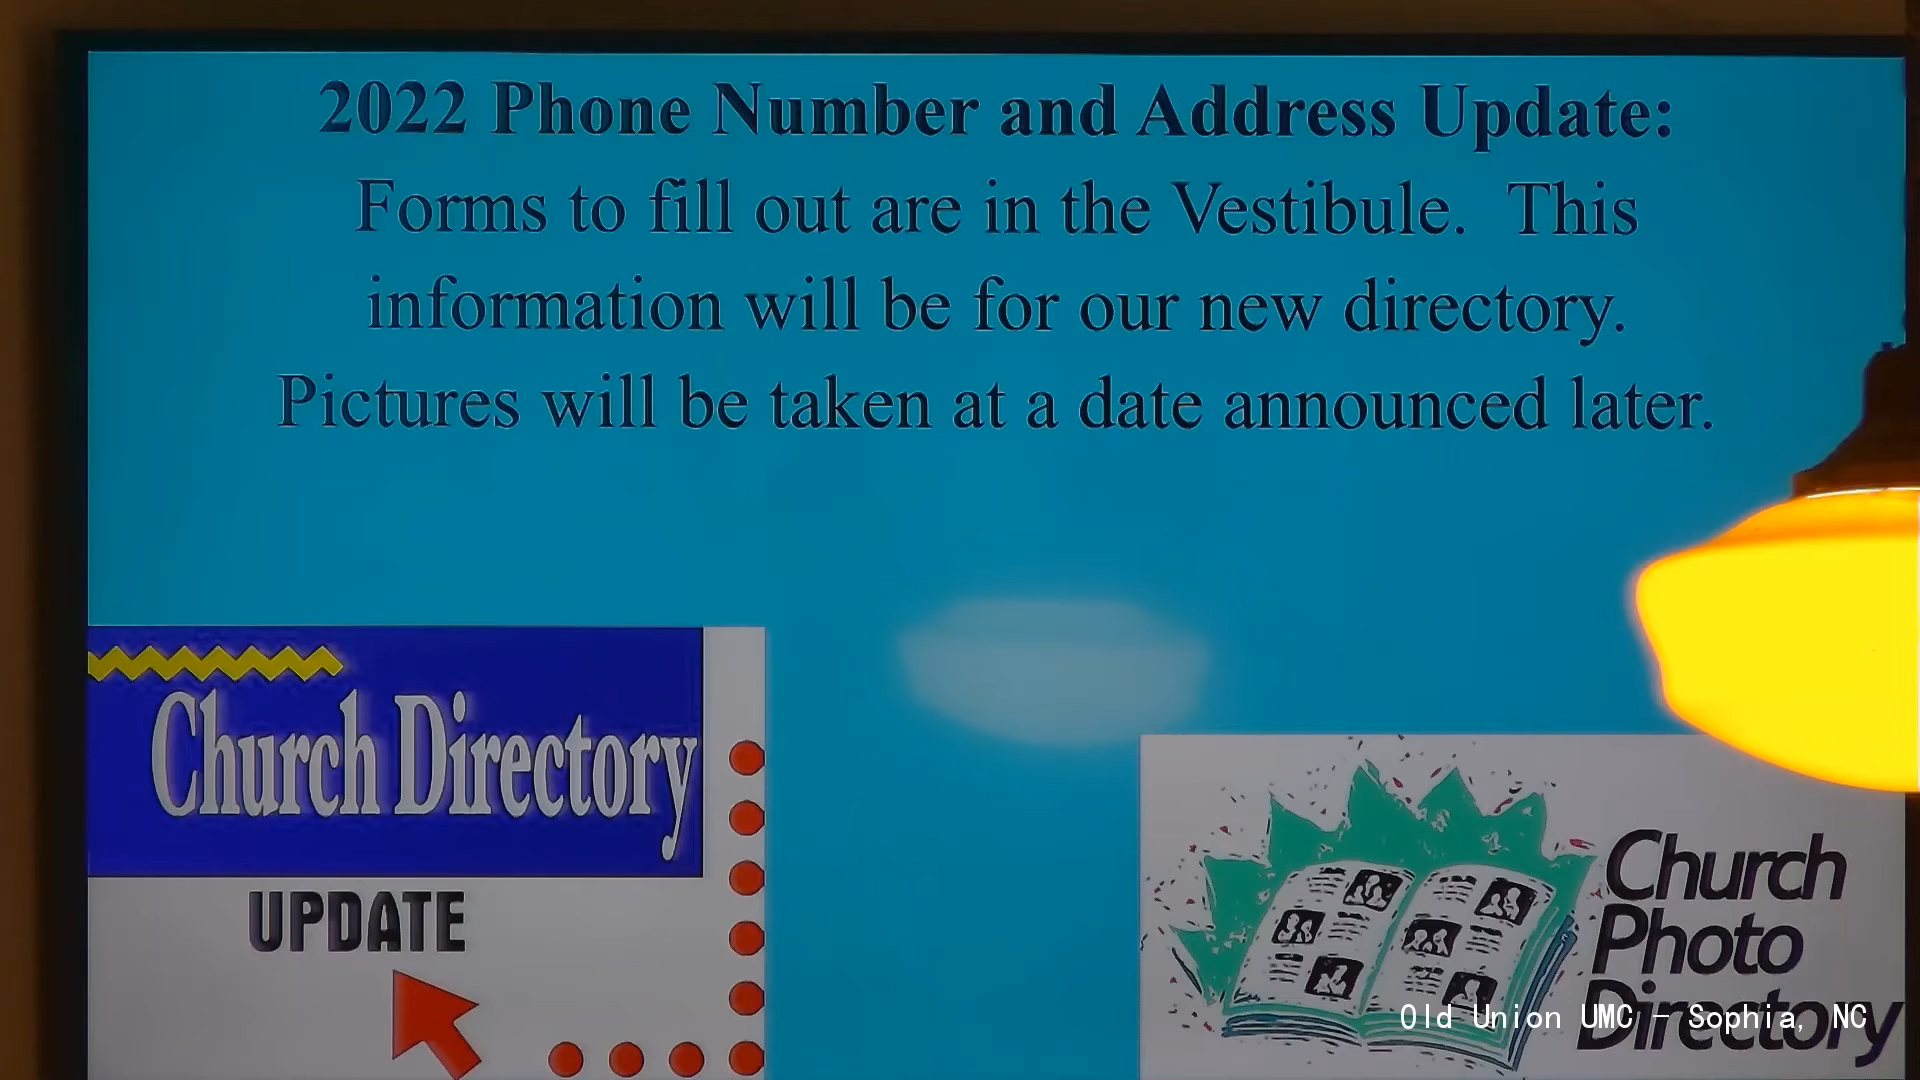 2022 Phone Number and Address Update:
Forms to fill out are in the Vestibule. This
information will be for our new directory.
Pictures will be taken at a date announced later.
Church Directory
UPDATE
Church
Photo
Directory
Old Union UMC - Sophia, NC